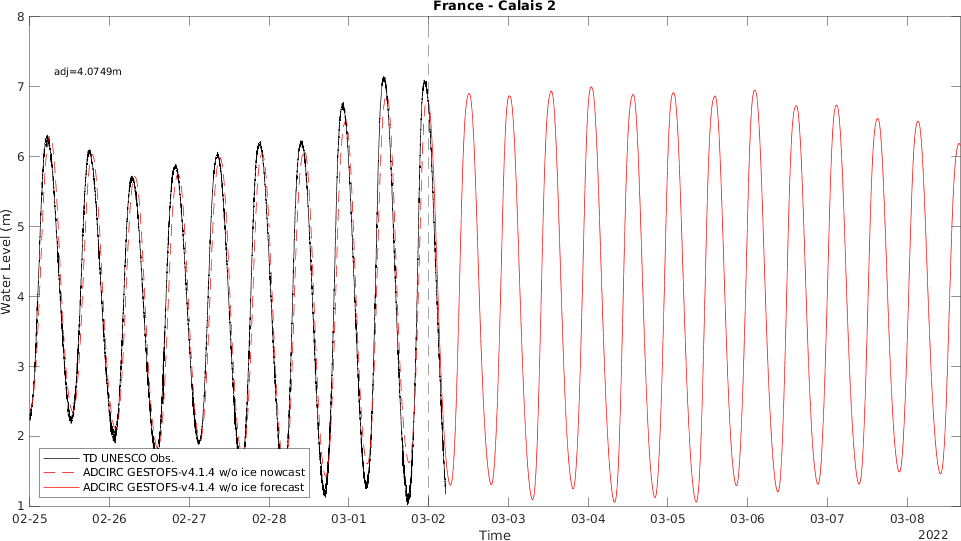 France - Calais 2
adj=4.0749m
8
7
6
5
4
3
2
1
Water Level (m)
TD UNESCO Obs.
ADCIRC GESTOFS-v4.1.4 w/o ice nowcast
ADCIRC GESTOFS-v4.1.4 w/o ice forecast
02-25 02-26 02-27 02-28 03-01 03-02 03-03 03-04 03-05 03-06 03-07 03-08
Time
2022